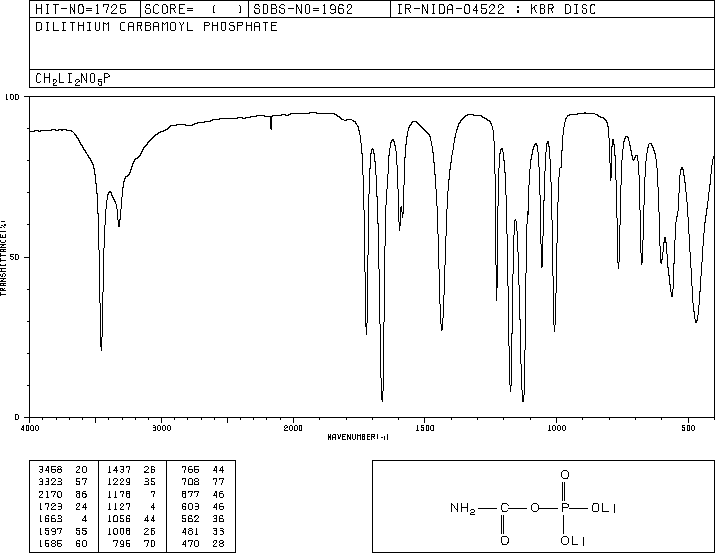 HIT-NO=1725 SCORE= ( ) SDBS-NO=1962 IR-NIDA-04522 : KBR DISC
DILITHIUM CARBAMOYL PHOSPHATE
CH2LI2NO5P
100
TRANSMITTANCE(%)
50
0
4000 3000 2000 1500 1000 500
WAVENUMBER(-1)
3458 20 1437 26 766 44
3323 57 1229 35 708 77
2170 86 1178 7 677 46
1723 24 1127 4 603 46
1663 4 1056 44 562 36
1597 55 1008 26 481 33
1585 60 796 70 470 28
O
NH2 C O P OLI
O OLI